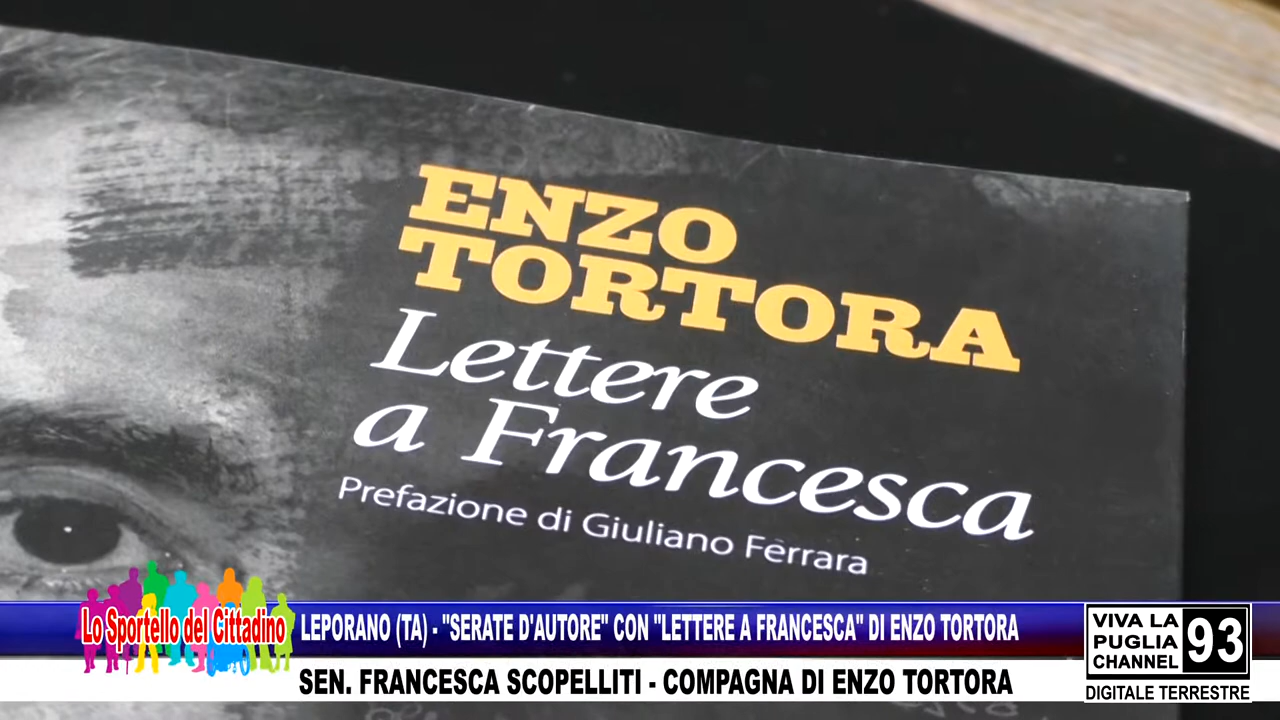 ENZO
TORTORA
Lettere
a Francesca
Prefazione di Giuliano Ferrara
Lo Sportello del Cittadino
LEPORANO (TA) - "SERATE D'AUTORE" CON "LETTERE A FRANCESCA" DI ENZO TORTORA
SEN. FRANCESCA SCOPELLITI - COMPAGNA DI ENZO TORTORA
VIVA LA
PUGLIA
CHANNEL
93
DIGITALE TERRESTRE